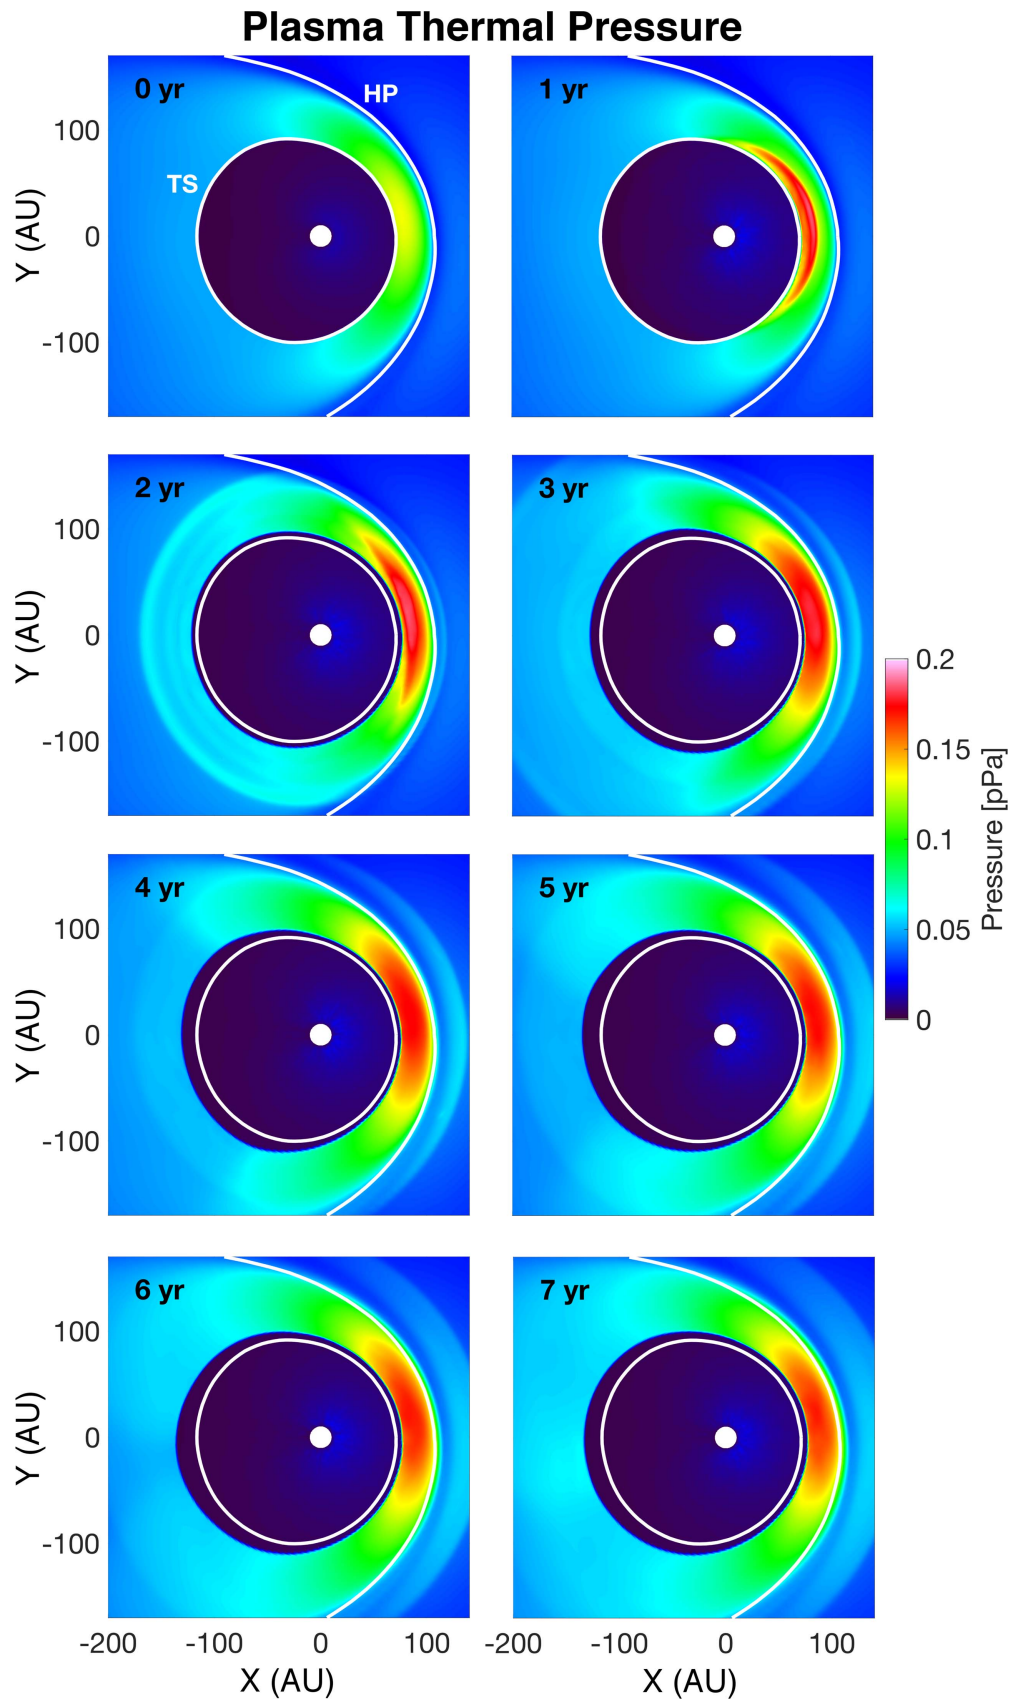 Plasma Thermal Pressure
0 yr
HP
TS
1 yr
100
0
-100
Y (AU)
2 yr
3 yr
100
0
-100
Y (AU)
0.2
0.15
0.1
0.05
0
Pressure [pPa]
4 yr
5 yr
100
0
-100
Y (AU)
6 yr
7 yr
100
0
-100
Y (AU)
-200 -100 0 100
-200 -100 0 100
X (AU)
X (AU)